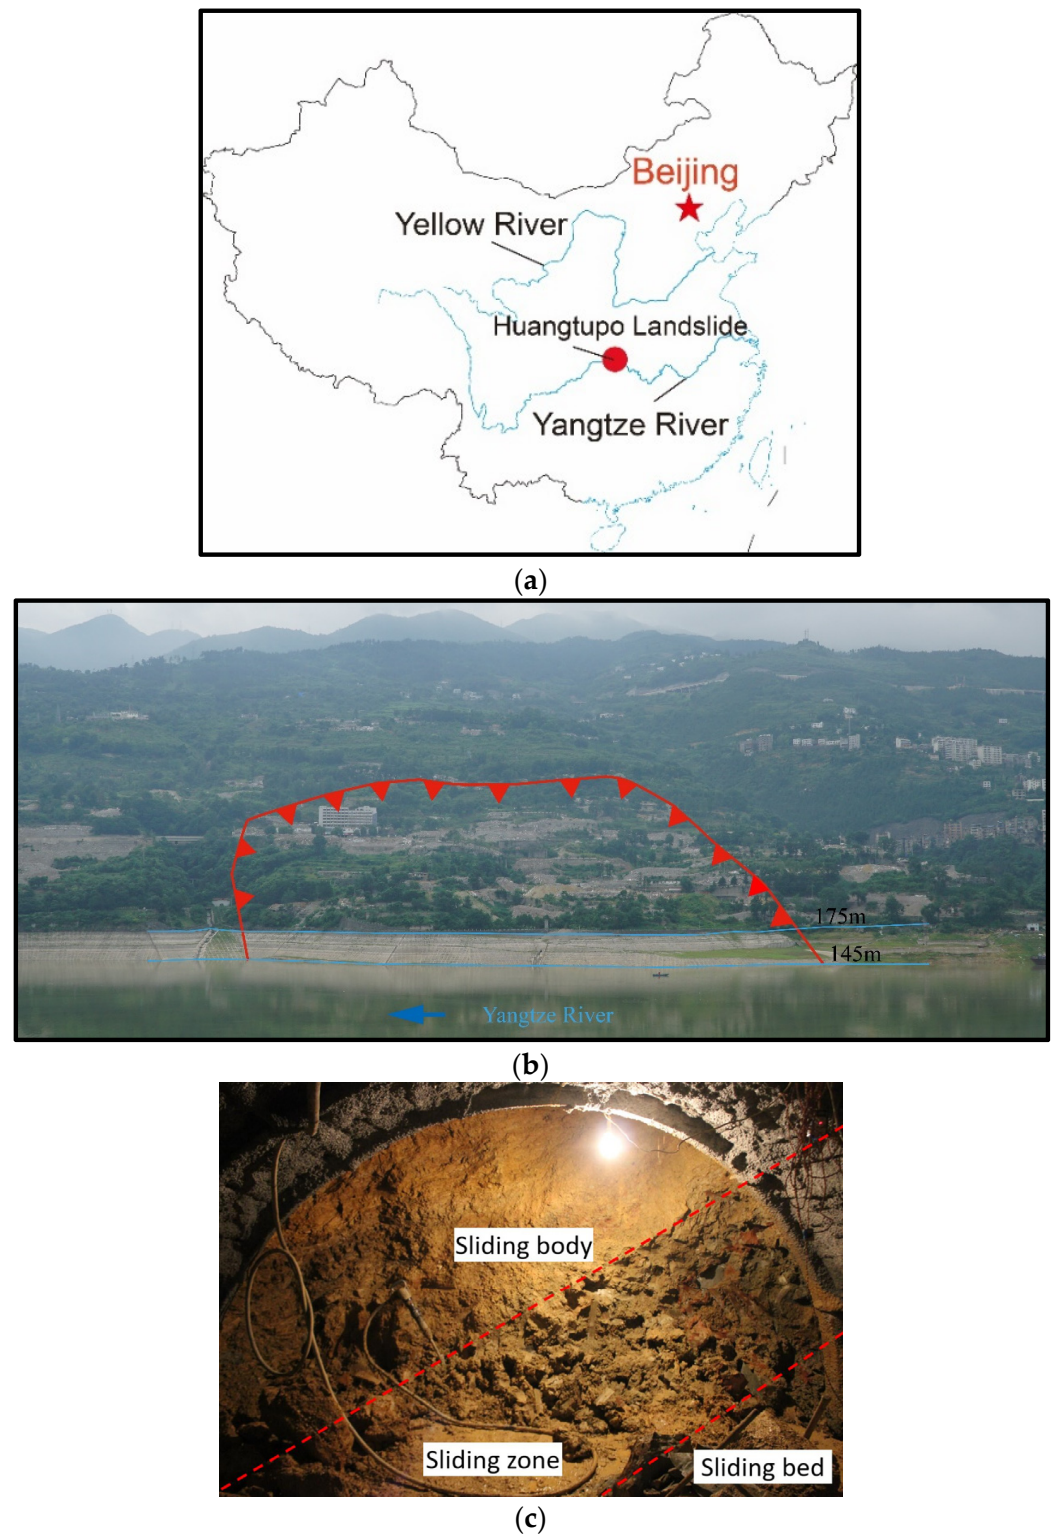 Beijing
Yellow River
Huangtupo Landslide
Yangtze River
(a)
175m
145m
Yangtze River
(b)
Sliding body
Sliding zone
Sliding bed
(c)